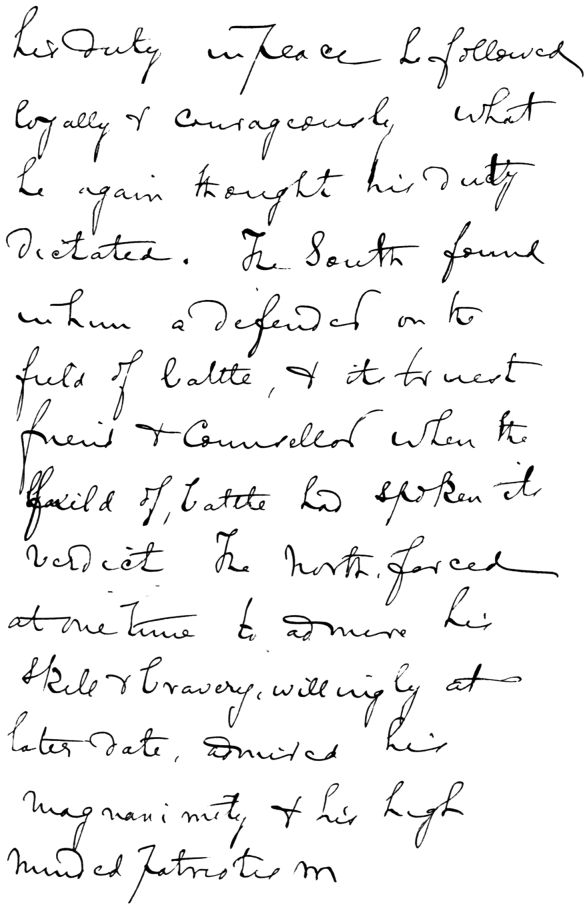 his duty in peace he followed
loyally & courageously what
he again thought his duty
dictated. The South found
in him a defender on the
field of battle, & its truest
friend & Counsellor when the
field of, battle had spoken its
verdict The North, forced
at one time to admire his
skill & bravery, willingly at
later date, admired his
magnanimity & his high
minded patriotism